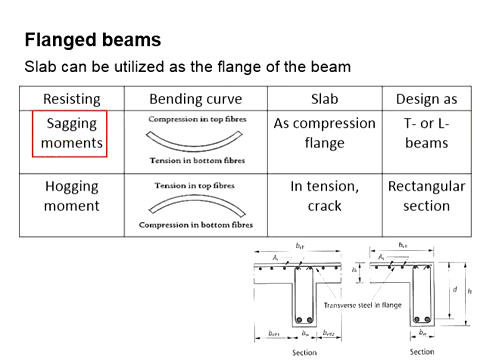 Flanged beams
Slab can be utilized as the flange of the beam
Resisting Bending curve Slab Design as
Sagging moments Compression in top fibres Tension in bottom fibres As compression flange T- or L- beams
Hogging moment Tension in top fibres Compression in bottom fibres In tension, crack Rectangular section
Transverse steel in flange
d
h
Section
Section